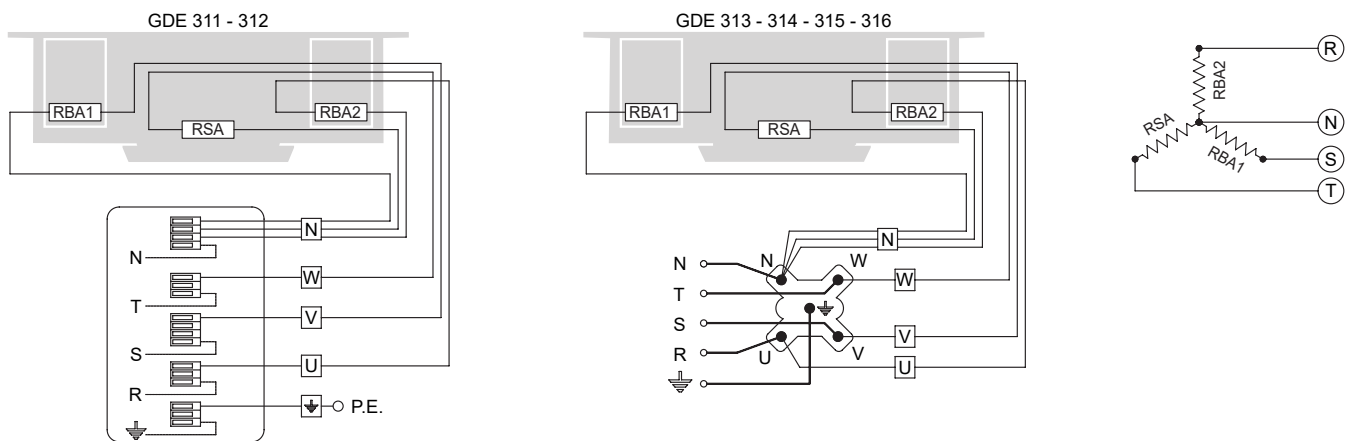 GDE 311 - 312
RBA1
RSA
RBA2
N
N
W
T
V
S
U
R
P.E.
GDE 313 - 314 - 315 - 316
RBA1
RSA
RBA2
N
N
N
W
T
W
S
R
V
U
V
U
R
RBA2
RSA
N
RBA1
S
T